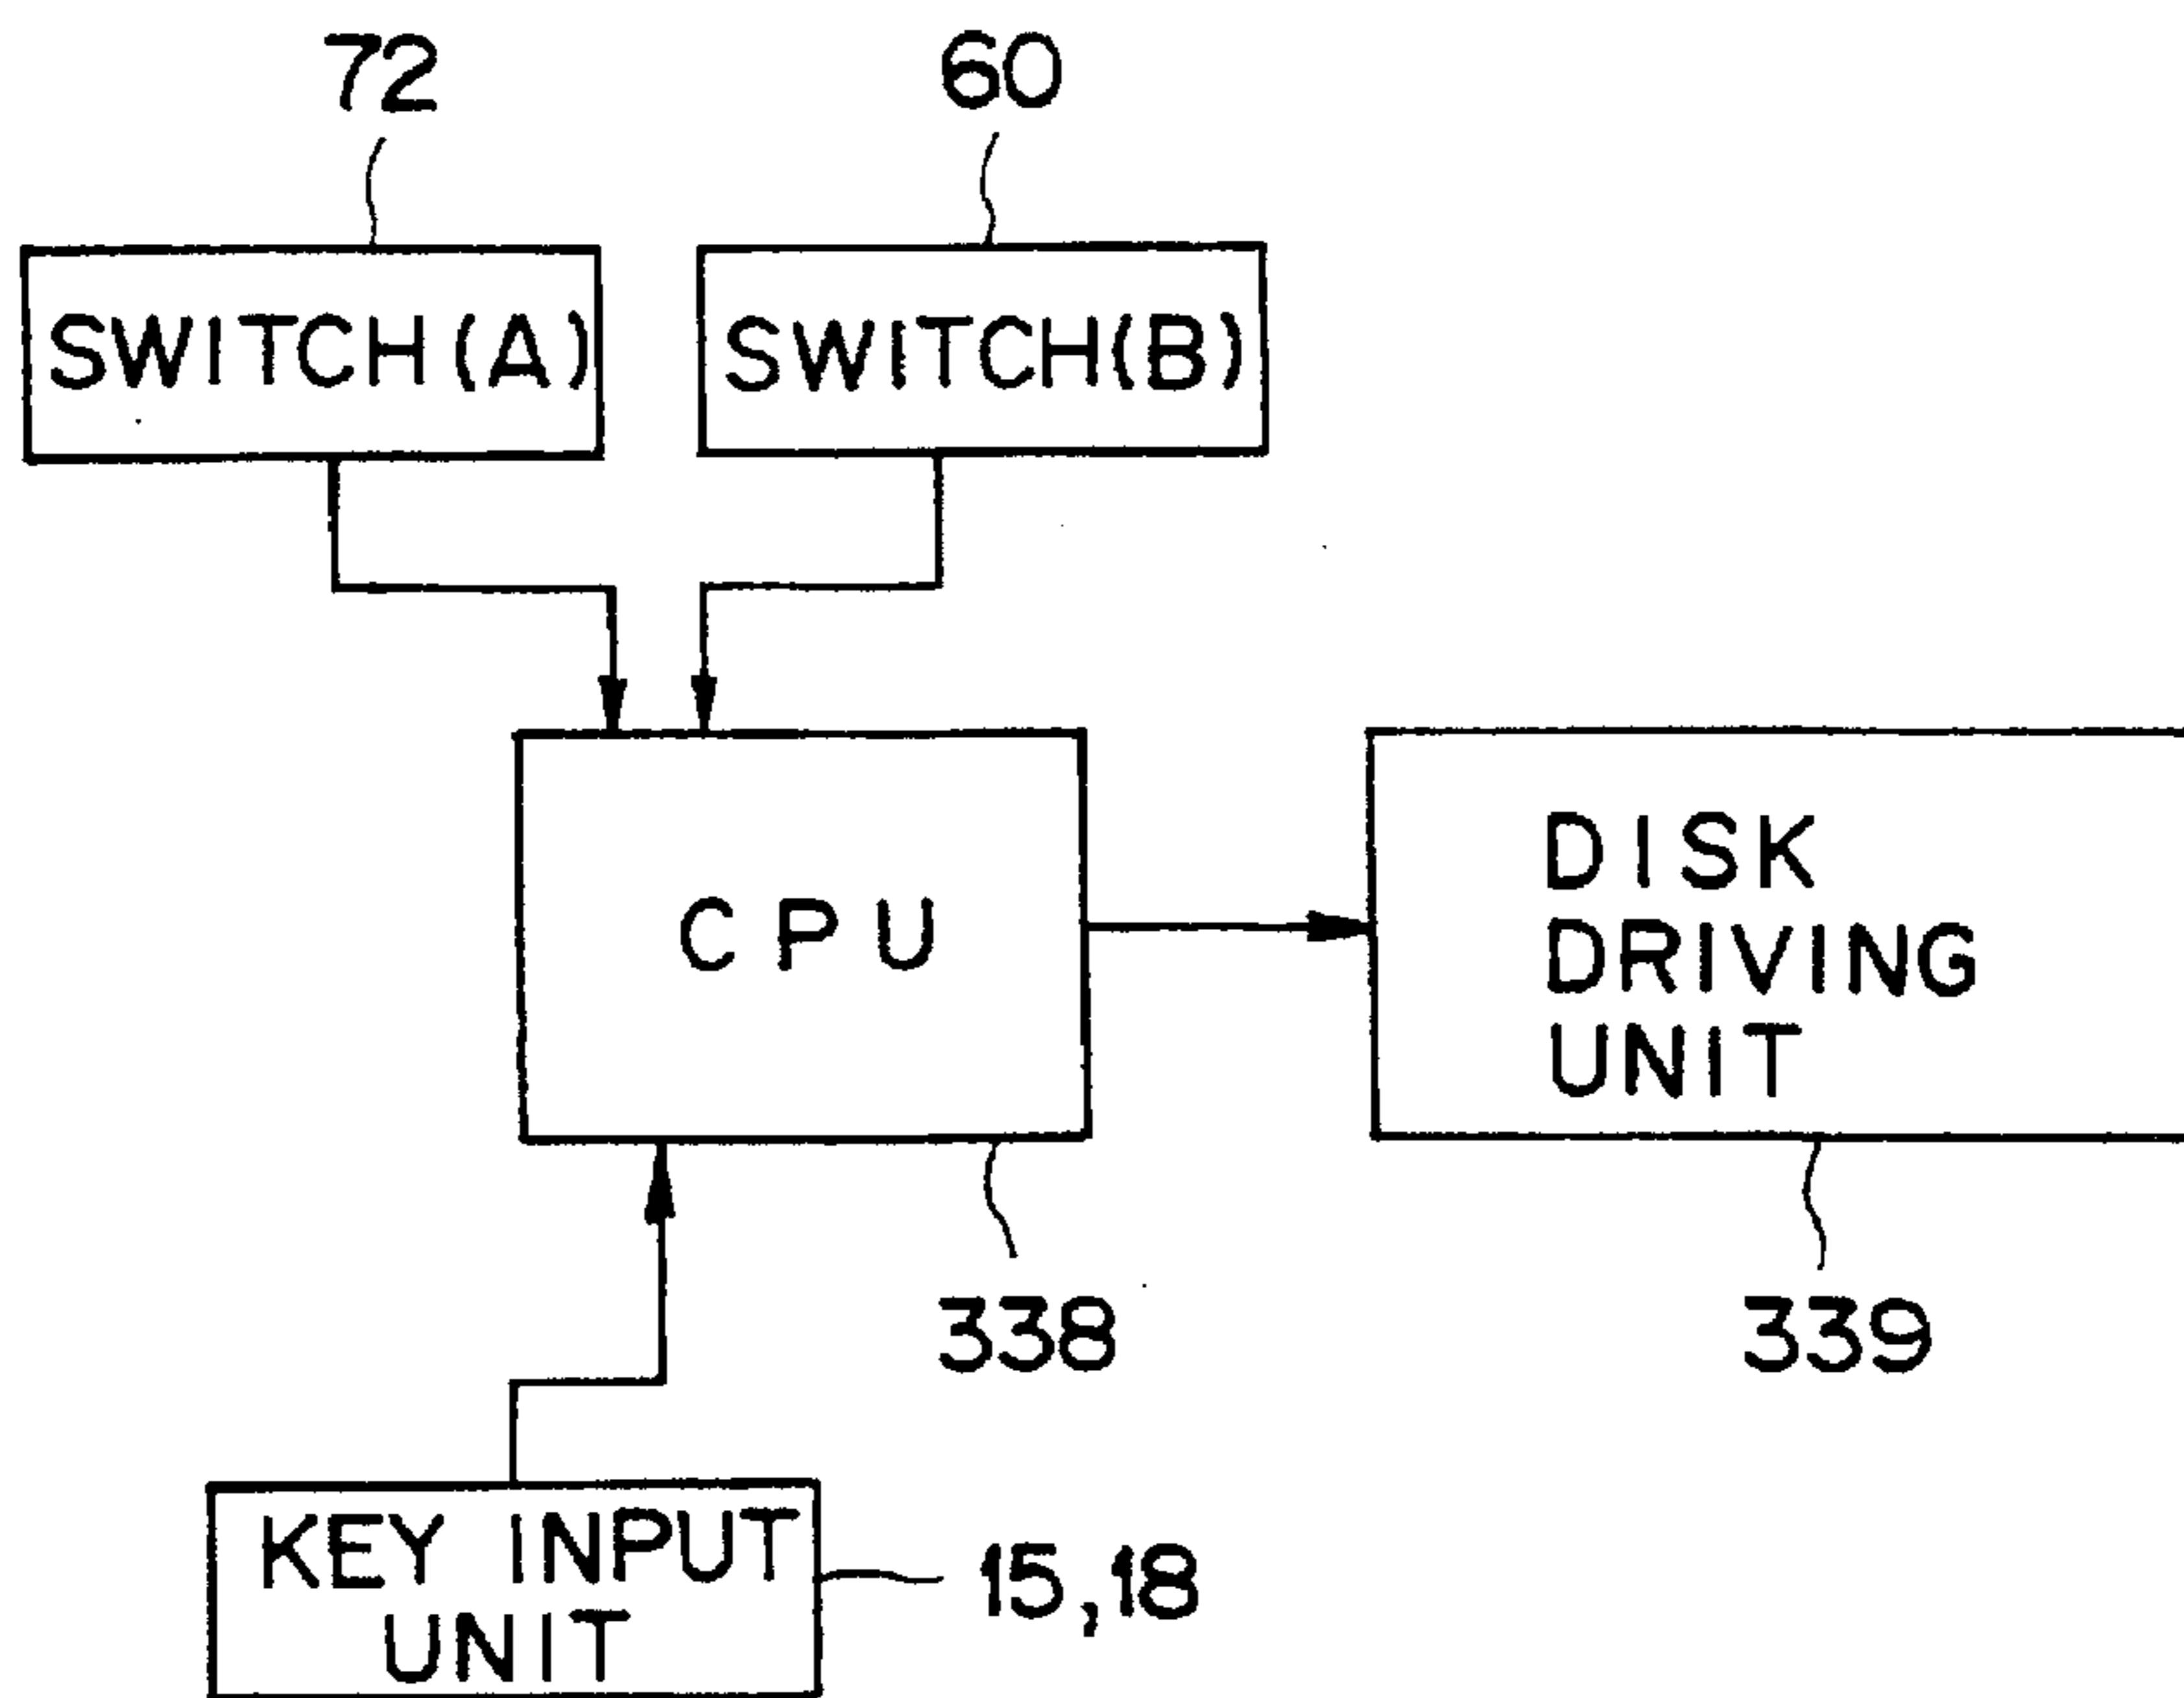 72
60
SWITCH(A)
SWITCH(B)
CPU
DISK
DRIVING
UNIT
338
339
KEY INPUT
UNIT
15,18